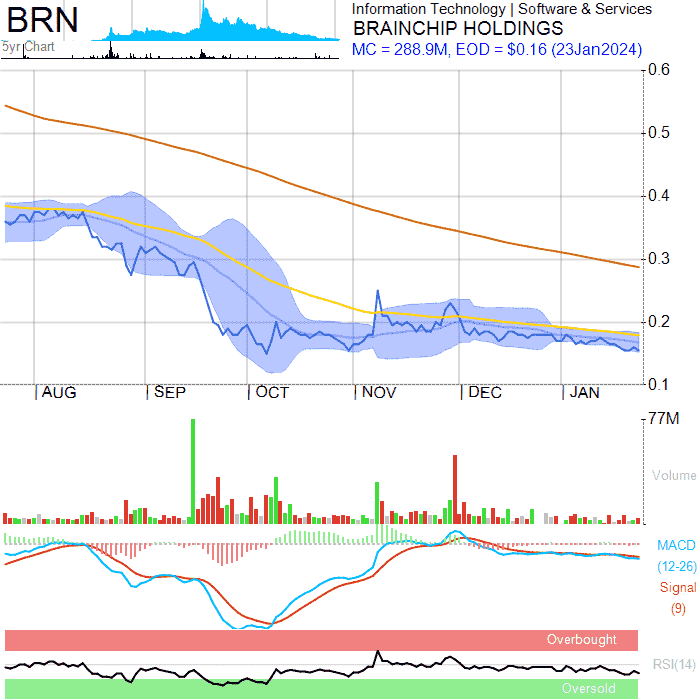 BRN
5yr Chart
Information Technology | Software & Services
BRAINCHIP HOLDINGS
MC = 288.9M, EOD = $0.16 (23Jan2024)
0.6
0.5
0.4
0.3
0.2
0.1
| AUG | SEP | OCT | NOV | DEC | JAN
77M
Volume
MACD
(12-26)
Signal
(9)
Overbought
RSI(14)
Oversold